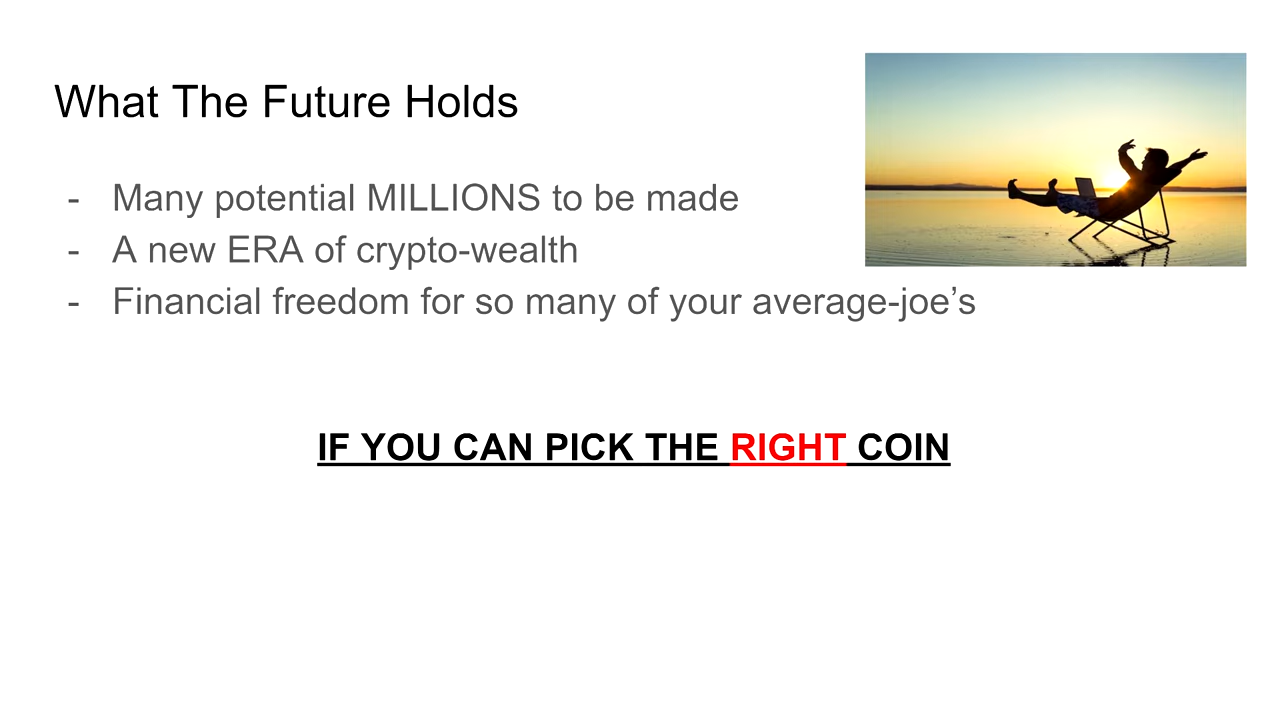 What The Future Holds
- Many potential MILLIONS to be made
- A new ERA of crypto-wealth
- Financial freedom for so many of your average-joe’s
IF YOU CAN PICK THE RIGHT COIN